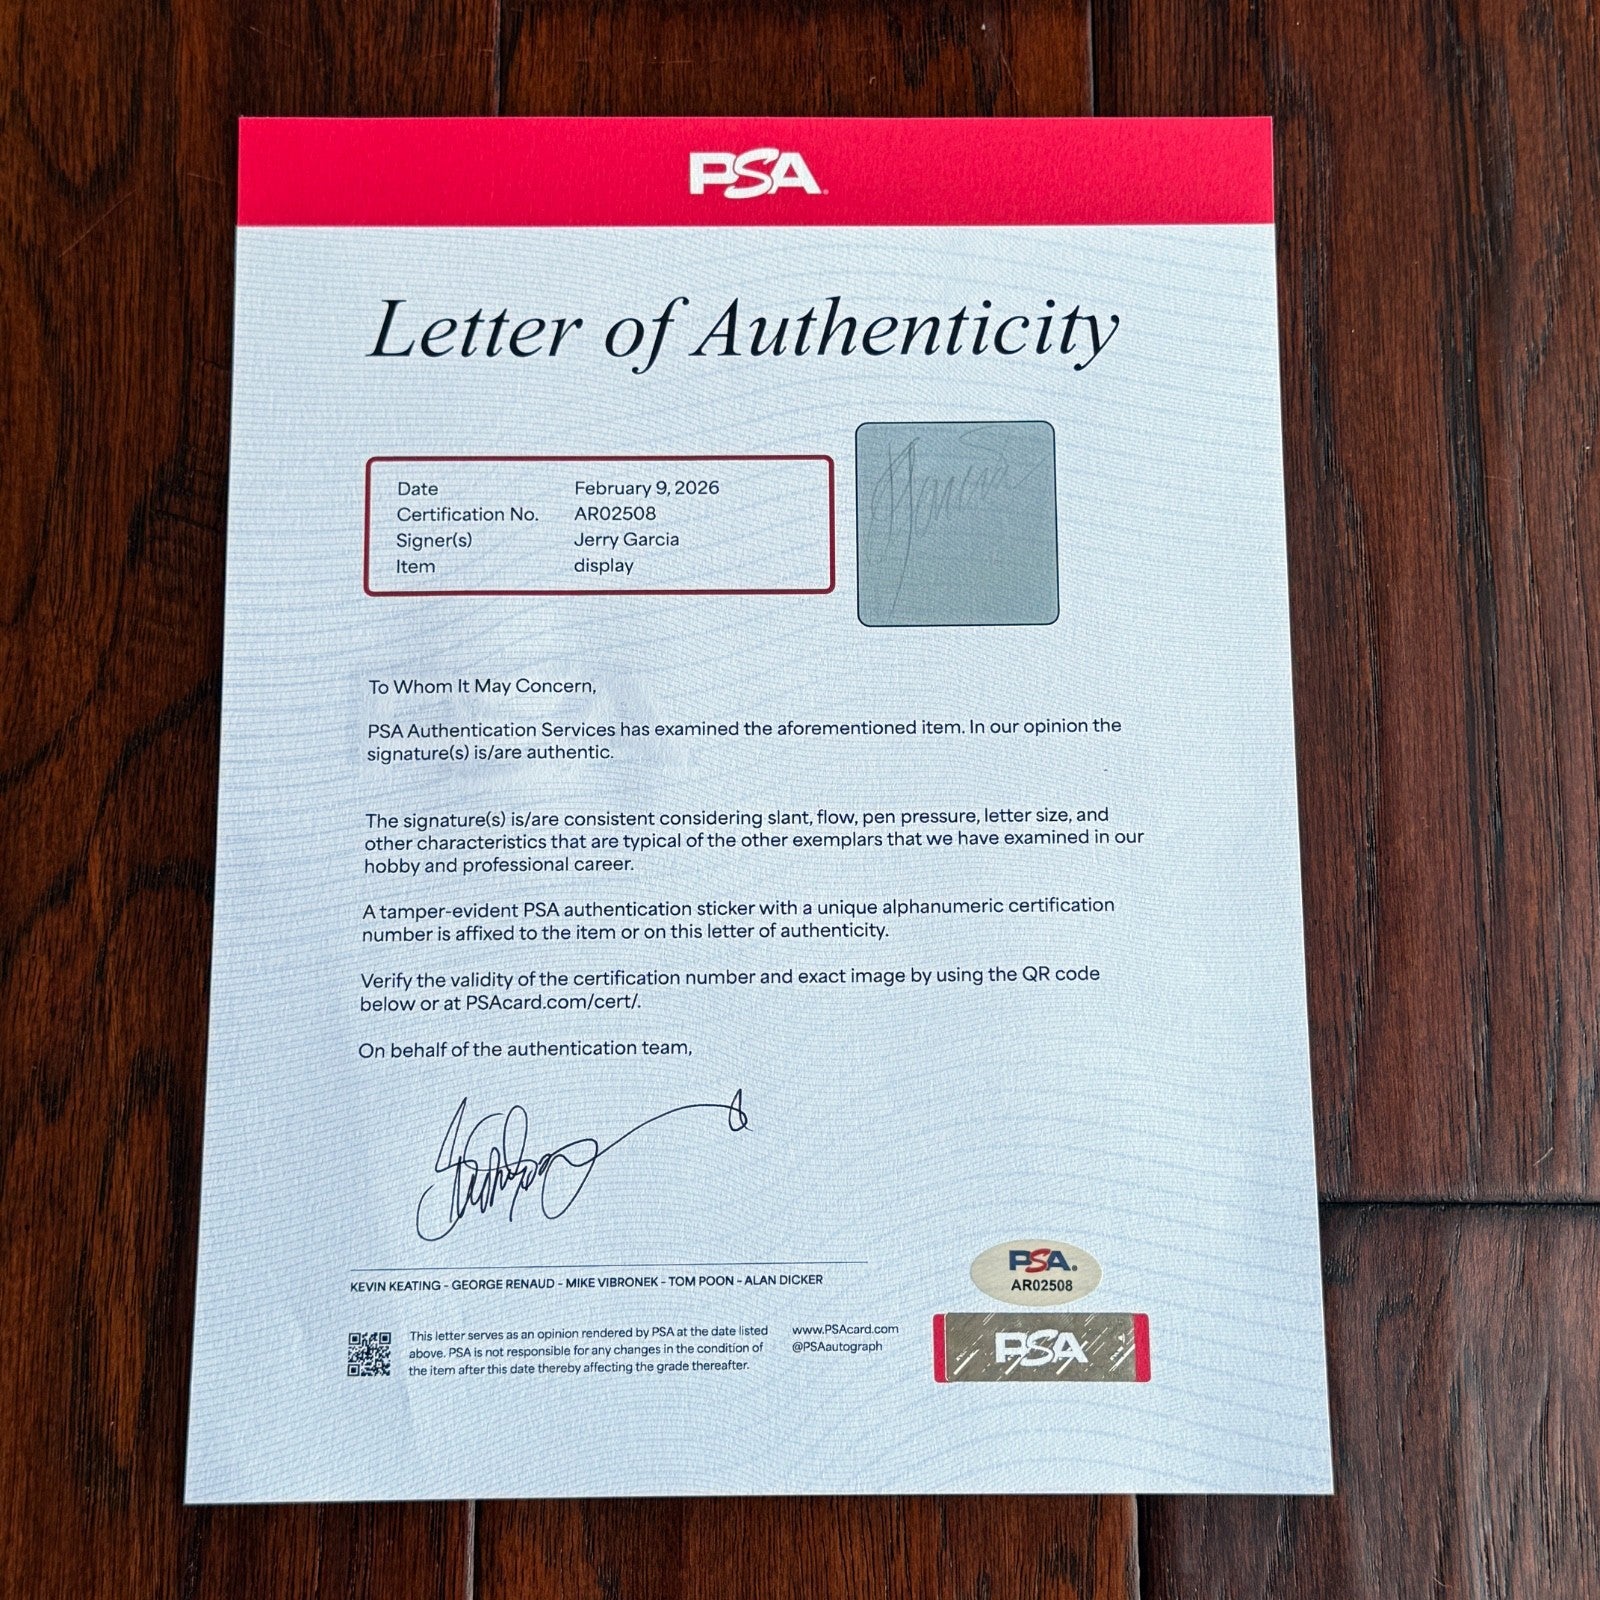 PSA
Letter of Authenticity
Date February 9, 2026
Certification No. AR02508
Signer(s) Jerry Garcia
Item display
To Whom It May Concern,
PSA Authentication Services has examined the aforementioned item. In our opinion the
signature(s) is/are authentic.
The signature(s) is/are consistent considering slant, flow, pen pressure, letter size, and
other characteristics that are typical of the other exemplars that we have examined in our
hobby and professional career.
A tamper-evident PSA authentication sticker with a unique alphanumeric certification
number is affixed to the item or on this letter of authenticity.
Verify the validity of the certification number and exact image by using the QR code
below or at PSAcard.com/cert/.
On behalf of the authentication team,
KEVIN KEATING - GEORGE RENAUD - MIKE VIBRONEK - TOM POON - ALAN DICKER
This letter serves as an opinion rendered by PSA at the date listed
above. PSA is not responsible for any changes in the condition of
the item after this date thereby affecting the grade thereafter.
www.PSAcard.com
@PSAautograph
PSA.
AR02508
PSA